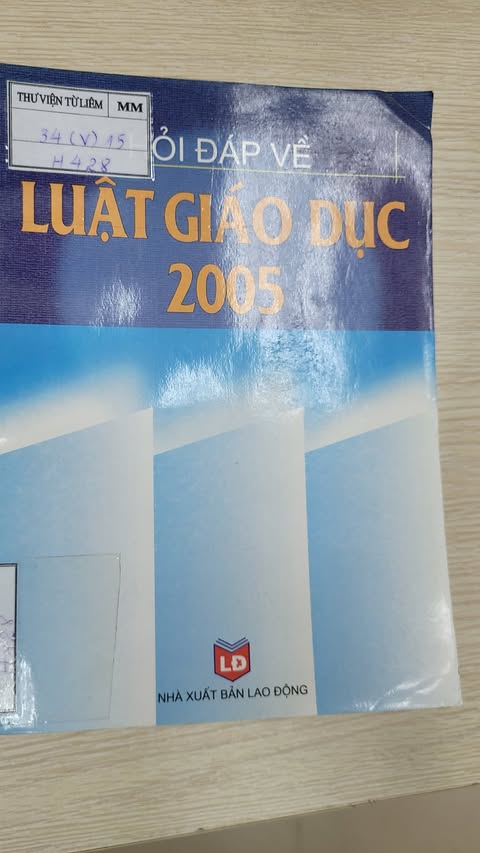 THƯ VIỆN TỪ LIÊM MM
34(V)15
H428
ỎI ĐÁP VỀ
LUẬT GIÁO DỤC
2005
LĐ
NHÀ XUẤT BẢN LAO ĐỘNG